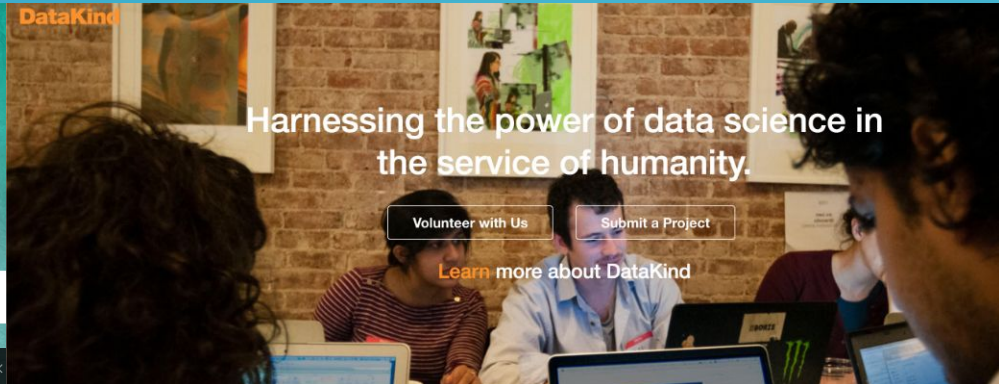 DataKind
Harnessing the power of data science in
the service of humanity.
Volunteer with Us
Submit a Project
Learn more about DataKind